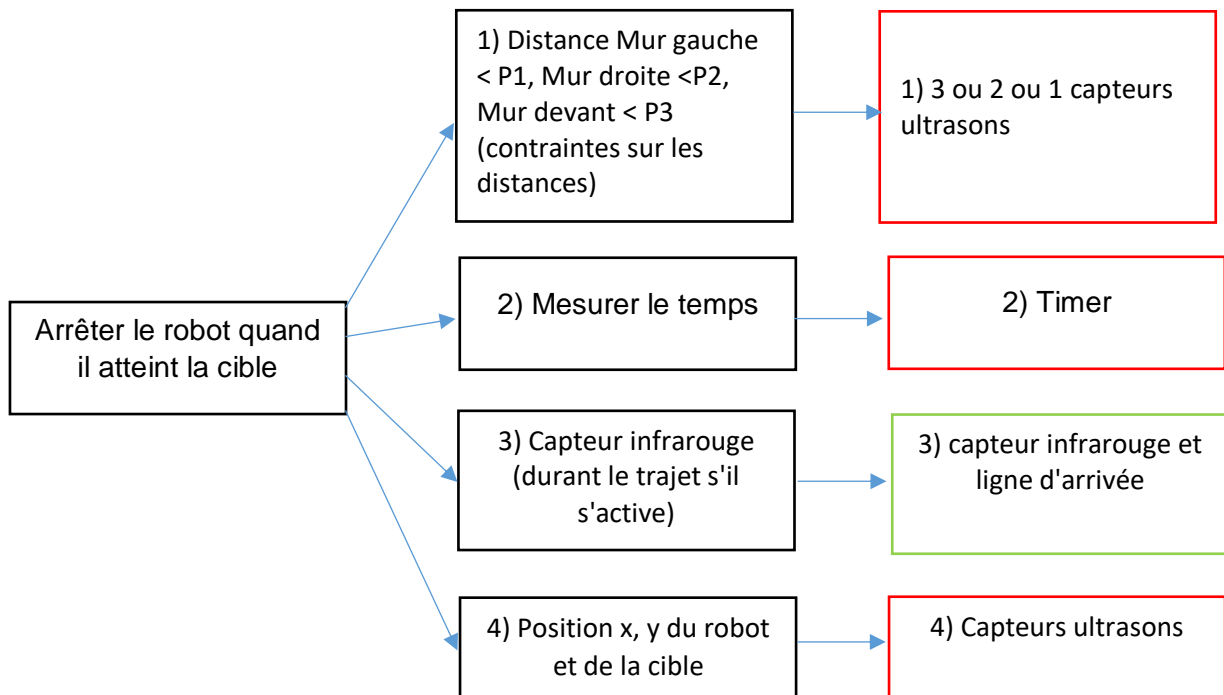 Arrêter le robot quand
il atteint la cible
1) Distance Mur gauche
< P1, Mur droite <P2,
Mur devant < P3
(contraintes sur les
distances)
1) 3 ou 2 ou 1 capteurs
ultrasons
2) Mesurer le temps
2) Timer
3) Capteur infrarouge
(durant le trajet s'il
s'active)
3) capteur infrarouge et
ligne d'arrivée
4) Position x, y du robot
et de la cible
4) Capteurs ultrasons